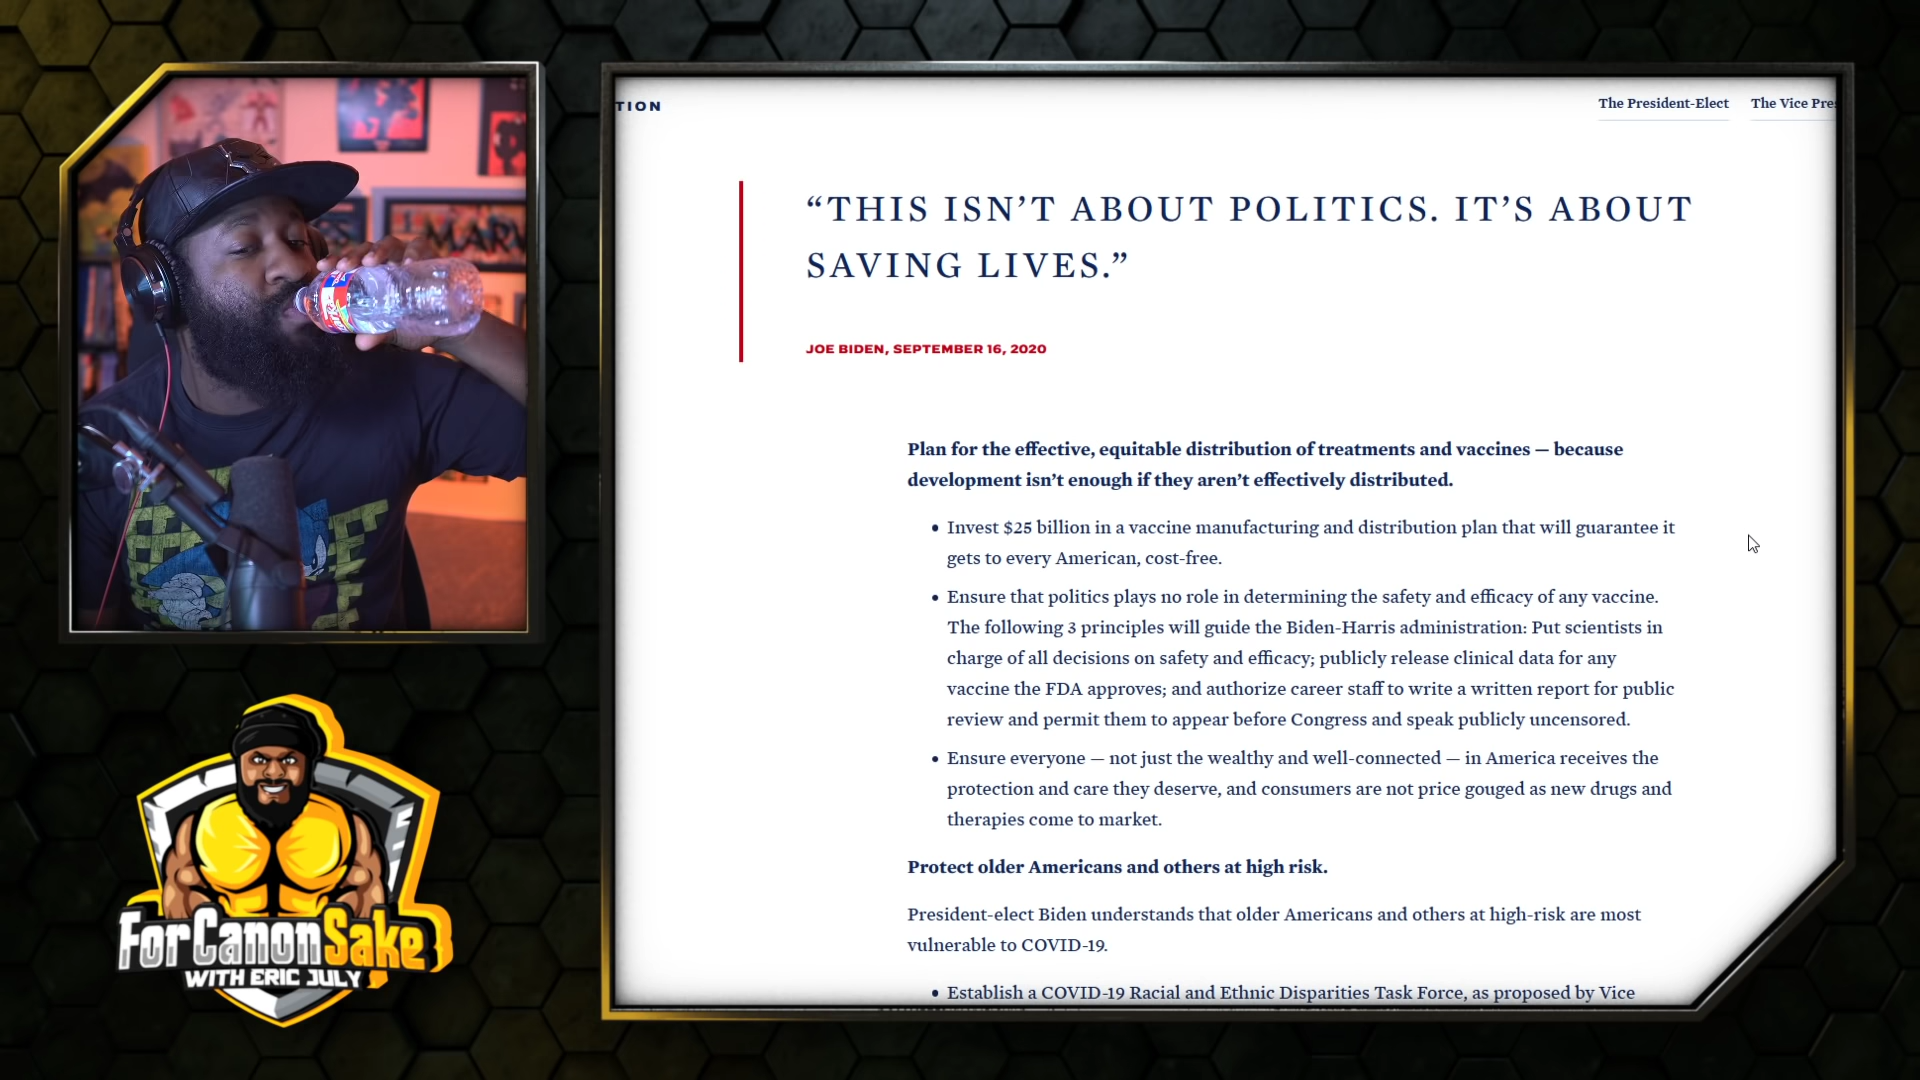 TION
The President-Elect
The Vice Pres
“THIS ISN’T ABOUT POLITICS. IT’S ABOUT
SAVING LIVES.”
JOE BIDEN, SEPTEMBER 16, 2020
Plan for the effective, equitable distribution of treatments and vaccines — because
development isn’t enough if they aren’t effectively distributed.
• Invest $25 billion in a vaccine manufacturing and distribution plan that will guarantee it
gets to every American, cost-free.
• Ensure that politics plays no role in determining the safety and efficacy of any vaccine.
The following 3 principles will guide the Biden-Harris administration: Put scientists in
charge of all decisions on safety and efficacy; publicly release clinical data for any
vaccine the FDA approves; and authorize career staff to write a written report for public
review and permit them to appear before Congress and speak publicly uncensored.
• Ensure everyone — not just the wealthy and well-connected — in America receives the
protection and care they deserve, and consumers are not price gouged as new drugs and
therapies come to market.
Protect older Americans and others at high risk.
President-elect Biden understands that older Americans and others at high-risk are most
vulnerable to COVID-19.
• Establish a COVID-19 Racial and Ethnic Disparities Task Force, as proposed by Vice
MARV
ForCanonSake
WITH ERIC JULY